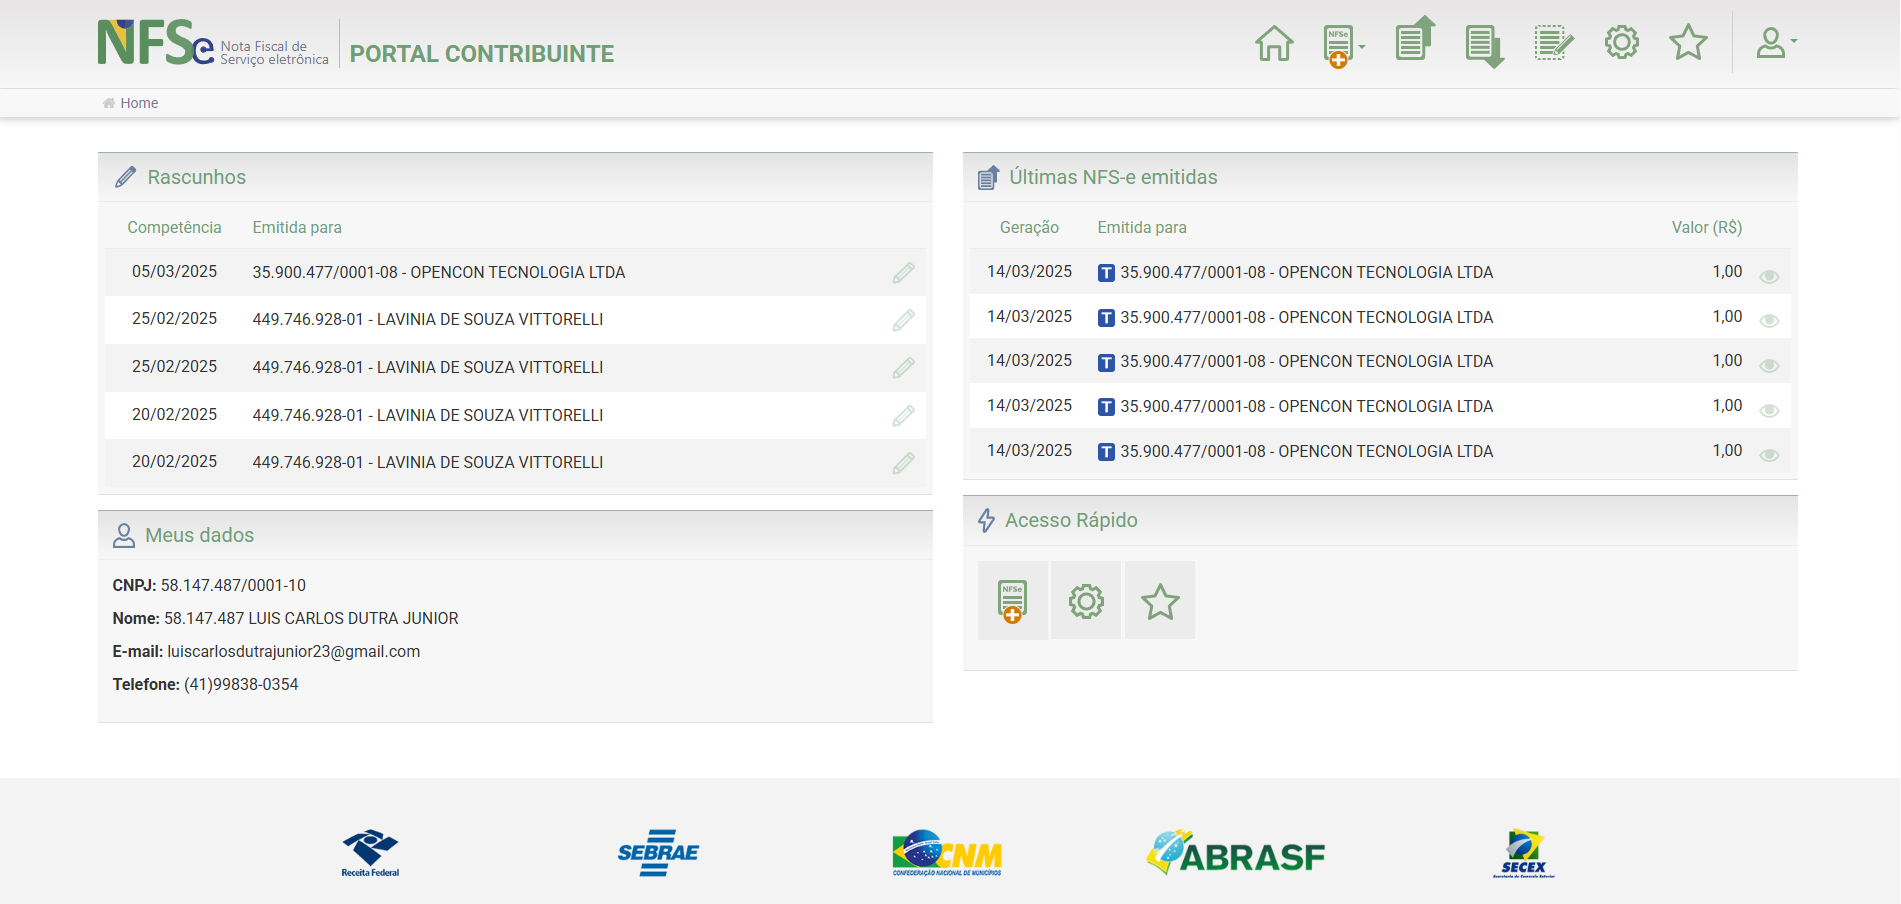 NFSe Nota Fiscal de Serviço eletrônica
PORTAL CONTRIBUINTE
NFSe
Home
Rascunhos
Competência Emitida para
05/03/2025 35.900.477/0001-08 - OPENCON TECNOLOGIA LTDA
25/02/2025 449.746.928-01 - LAVINIA DE SOUZA VITTORELLI
25/02/2025 449.746.928-01 - LAVINIA DE SOUZA VITTORELLI
20/02/2025 449.746.928-01 - LAVINIA DE SOUZA VITTORELLI
20/02/2025 449.746.928-01 - LAVINIA DE SOUZA VITTORELLI
Últimas NFS-e emitidas
Geração Emitida para Valor (R$)
14/03/2025 T 35.900.477/0001-08 - OPENCON TECNOLOGIA LTDA 1,00
14/03/2025 T 35.900.477/0001-08 - OPENCON TECNOLOGIA LTDA 1,00
14/03/2025 T 35.900.477/0001-08 - OPENCON TECNOLOGIA LTDA 1,00
14/03/2025 T 35.900.477/0001-08 - OPENCON TECNOLOGIA LTDA 1,00
14/03/2025 T 35.900.477/0001-08 - OPENCON TECNOLOGIA LTDA 1,00
Meus dados
CNPJ: 58.147.487/0001-10
Nome: 58.147.487 LUIS CARLOS DUTRA JUNIOR
E-mail: luiscarlosdutrajunior23@gmail.com
Telefone: (41)99838-0354
Acesso Rápido
NFSe
Receita Federal
SEBRAE
CNM
CONFEDERAÇÃO NACIONAL DE MUNICÍPIOS
ABRASF
SECEX
Secretaria de Comércio Exterior